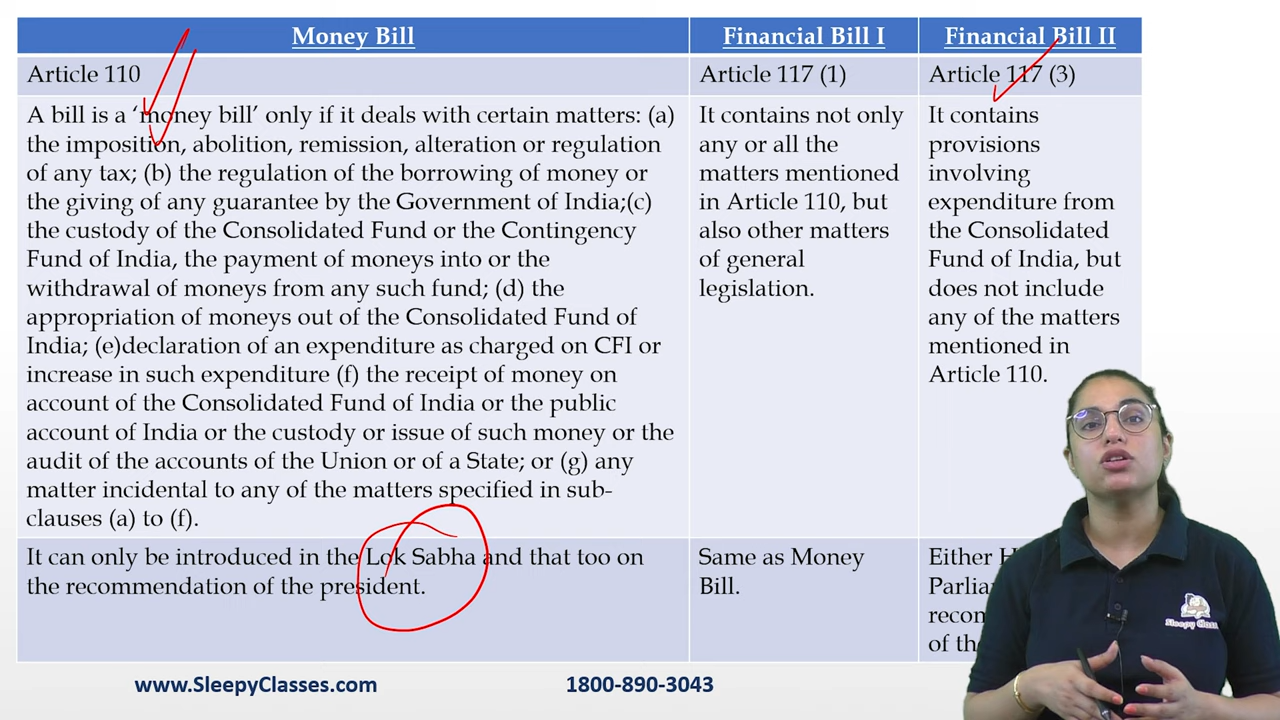 Money Bill
Financial Bill I
Financial Bill II
Article 110
Article 117 (1)
Article 117 (3)
A bill is a ‘money bill’ only if it deals with certain matters: (a)
the imposition, abolition, remission, alteration or regulation
of any tax; (b) the regulation of the borrowing of money or
the giving of any guarantee by the Government of India;(c)
the custody of the Consolidated Fund or the Contingency
Fund of India, the payment of moneys into or the
withdrawal of moneys from any such fund; (d) the
appropriation of moneys out of the Consolidated Fund of
India; (e)declaration of an expenditure as charged on CFI or
increase in such expenditure (f) the receipt of money on
account of the Consolidated Fund of India or the public
account of India or the custody or issue of such money or the
audit of the accounts of the Union or of a State; or (g) any
matter incidental to any of the matters specified in sub-
clauses (a) to (f).
It contains not only
any or all the
matters mentioned
in Article 110, but
also other matters
of general
legislation.
It contains
provisions
involving
expenditure from
the Consolidated
Fund of India, but
does not include
any of the matters
mentioned in
Article 110.
It can only be introduced in the Lok Sabha and that too on
the recommendation of the president.
Same as Money
Bill.
Either
of
Sleepy
www.SleepyClasses.com
1800-890-3043